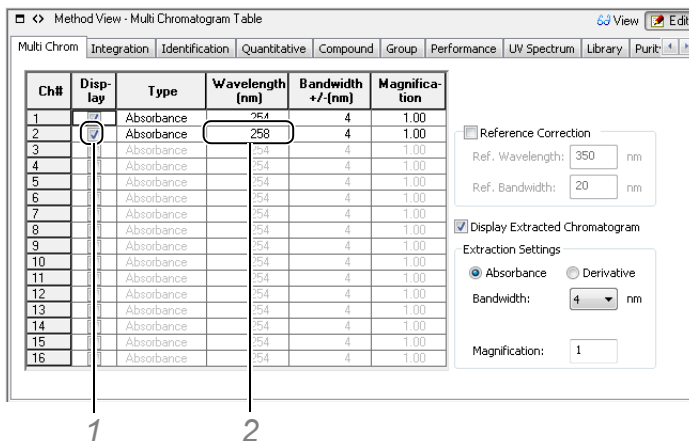 Method View - Multi Chromatogram Table
View Edit
Multi Chrom Integration Identification Quantitative Compound Group Performance UV Spectrum Library Purit
Ch# Disp-lay Type Wavelength (nm) Bandwidth +/-(nm) Magnifica-tion
1 Absorbance 254 4 1.00
2 Absorbance 258 4 1.00
3 Absorbance 254 4 1.00
4 Absorbance 254 4 1.00
5 Absorbance 254 4 1.00
6 Absorbance 254 4 1.00
7 Absorbance 254 4 1.00
8 Absorbance 254 4 1.00
9 Absorbance 254 4 1.00
10 Absorbance 254 4 1.00
11 Absorbance 254 4 1.00
12 Absorbance 254 4 1.00
13 Absorbance 254 4 1.00
14 Absorbance 254 4 1.00
15 Absorbance 254 4 1.00
16 Absorbance 254 4 1.00
Reference Correction
Ref. Wavelength: 350 nm
Ref. Bandwidth: 20 nm
Display Extracted Chromatogram
Extraction Settings
Absorbance Derivative
Bandwidth: 4 nm
Magnification: 1
1 2